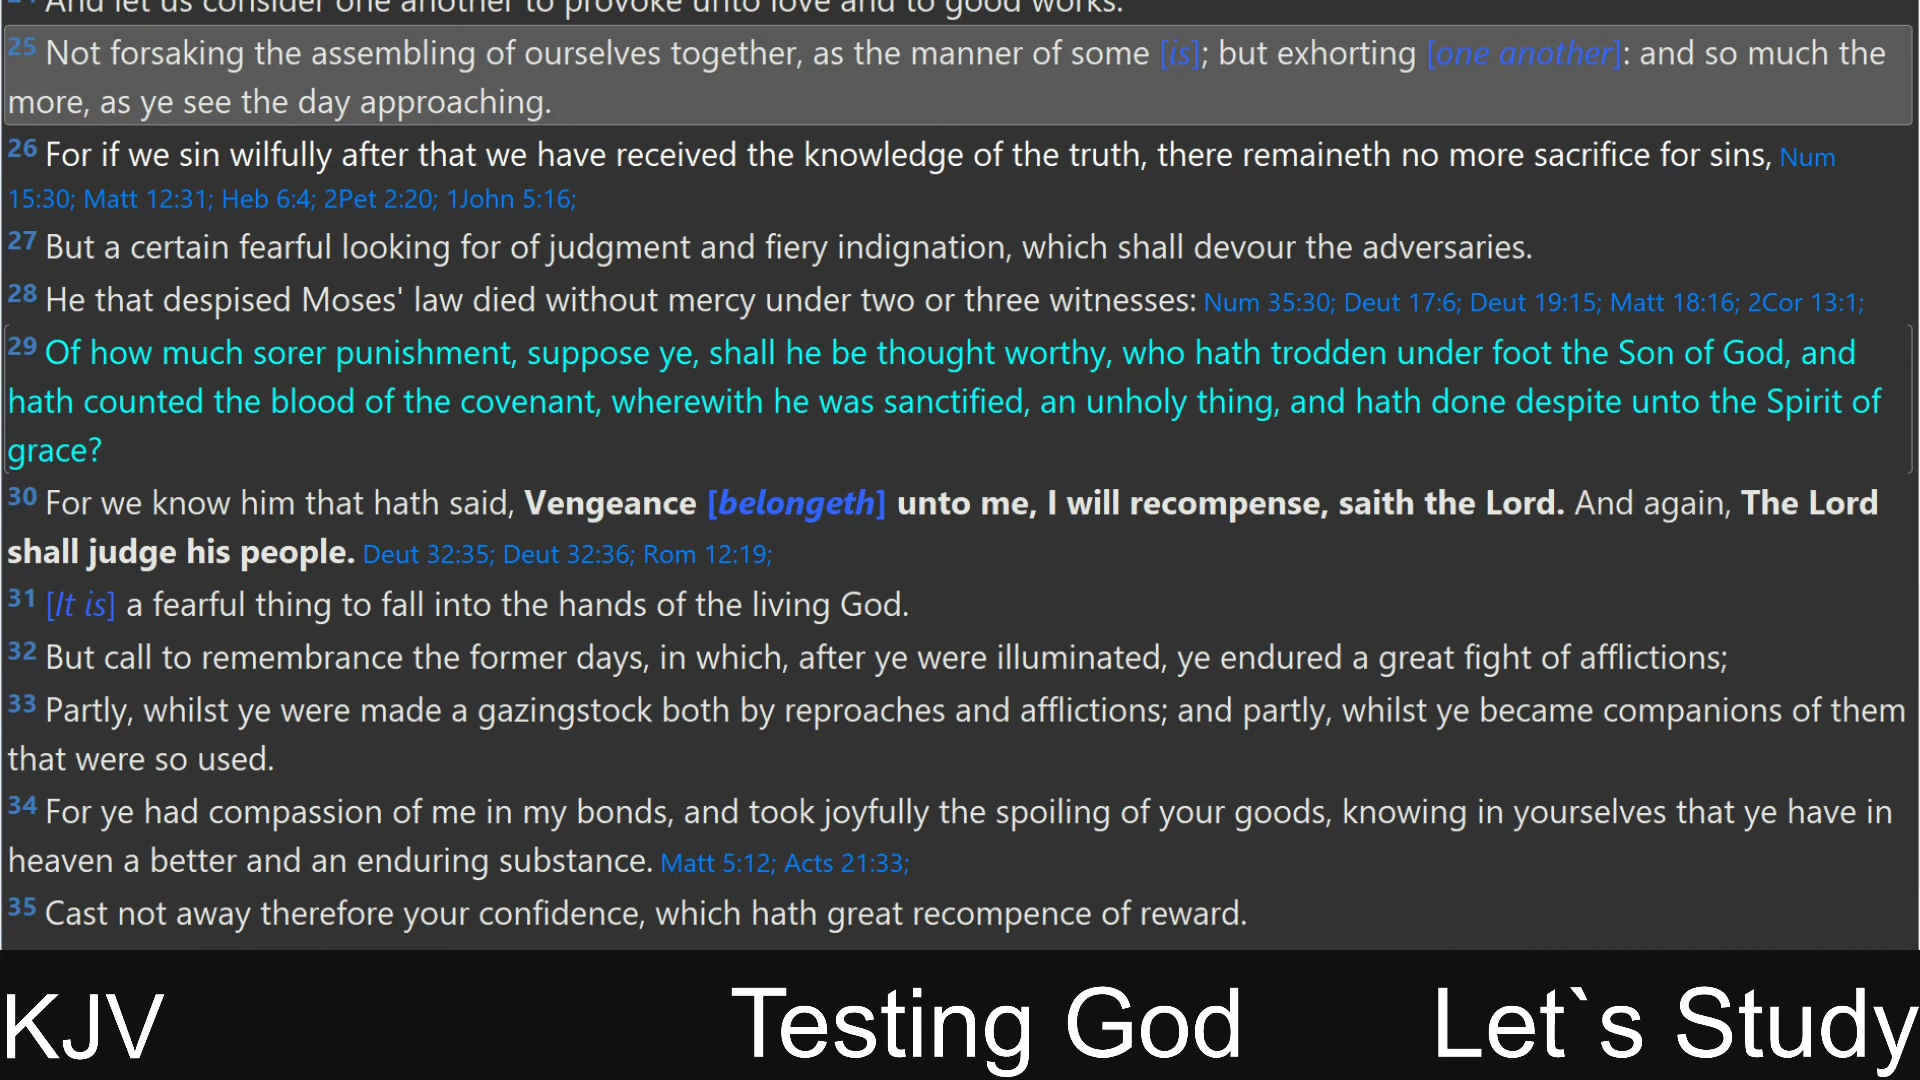 24 And let us consider one another to provoke unto love and to good works:
25 Not forsaking the assembling of ourselves together, as the manner of some [is]; but exhorting [one another]: and so much the
more, as ye see the day approaching.
26 For if we sin wilfully after that we have received the knowledge of the truth, there remaineth no more sacrifice for sins, Num
15:30; Matt 12:31; Heb 6:4; 2Pet 2:20; 1John 5:16;
27 But a certain fearful looking for of judgment and fiery indignation, which shall devour the adversaries.
28 He that despised Moses' law died without mercy under two or three witnesses: Num 35:30; Deut 17:6; Deut 19:15; Matt 18:16; 2Cor 13:1;
29 Of how much sorer punishment, suppose ye, shall he be thought worthy, who hath trodden under foot the Son of God, and
hath counted the blood of the covenant, wherewith he was sanctified, an unholy thing, and hath done despite unto the Spirit of
grace?
30 For we know him that hath said, Vengeance [belongeth] unto me, I will recompense, saith the Lord. And again, The Lord
shall judge his people. Deut 32:35; Deut 32:36; Rom 12:19;
31 [It is] a fearful thing to fall into the hands of the living God.
32 But call to remembrance the former days, in which, after ye were illuminated, ye endured a great fight of afflictions;
33 Partly, whilst ye were made a gazingstock both by reproaches and afflictions; and partly, whilst ye became companions of them
that were so used.
34 For ye had compassion of me in my bonds, and took joyfully the spoiling of your goods, knowing in yourselves that ye have in
heaven a better and an enduring substance. Matt 5:12; Acts 21:33;
35 Cast not away therefore your confidence, which hath great recompence of reward.
KJV Testing God Let`s Study